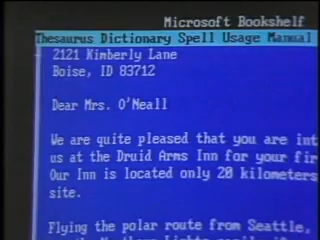 Microsoft Bookshelf
Thesaurus Dictionary Spell Usage Manual
2121 Kimberly Lane
Boise, ID 83712
Dear Mrs. O'Neall
We are quite pleased that you are int
us at the Druid Arms Inn for your fir
Our Inn is located only 20 kilometers
site.
Flying the polar route from Seattle,